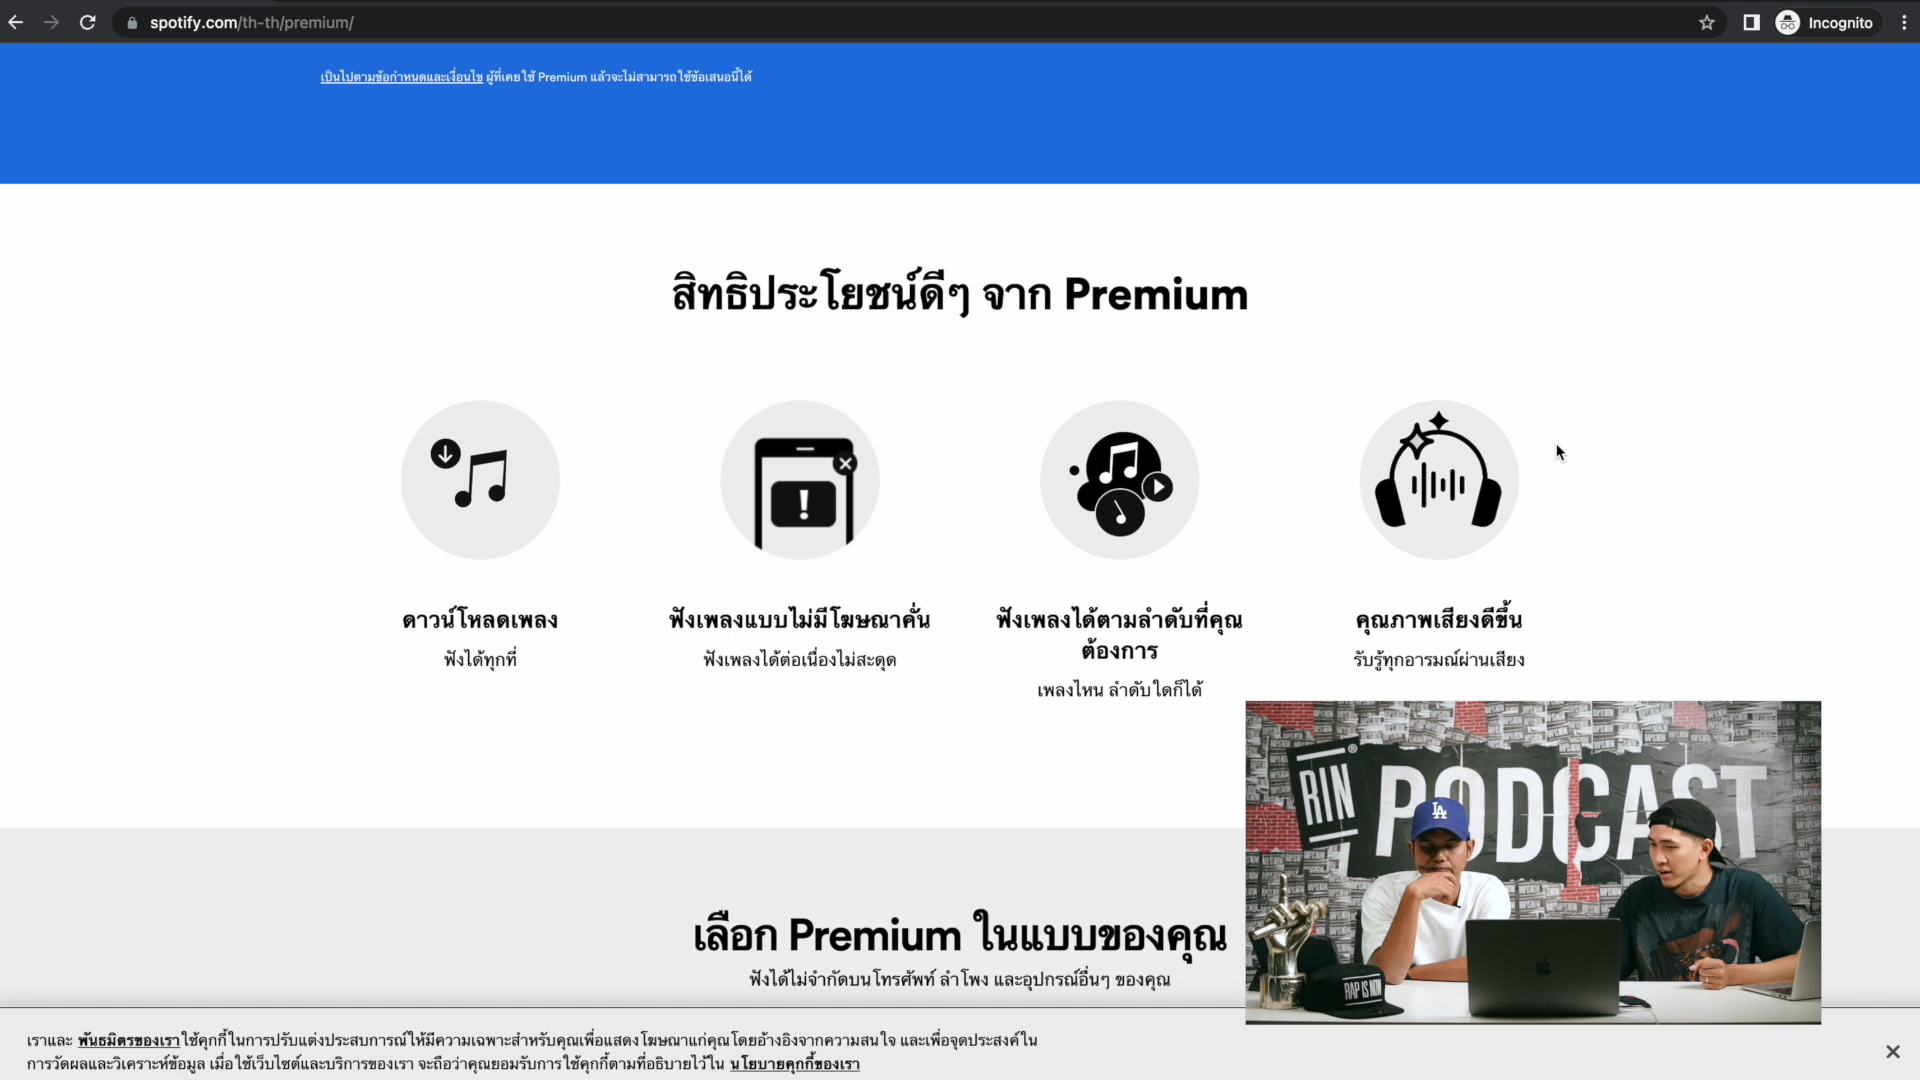 spotify.com/th-th/premium/
Incognito
เป็นไปตามข้อกำหนดและเงื่อนไข ผู้ที่เคยใช้ Premium แล้วจะไม่สามารถใช้ข้อเสนอนี้ได้
สิทธิประโยชน์ดีๆ จาก Premium
ดาวน์โหลดเพลง
ฟังได้ทุกที่
ฟังเพลงแบบไม่มีโฆษณาคั่น
ฟังเพลงได้ต่อเนื่องไม่สะดุด
ฟังเพลงได้ตามลำดับที่คุณ
ต้องการ
เพลงไหน ลำดับใดก็ได้
คุณภาพเสียงดีขึ้น
รับรู้ทุกอารมณ์ผ่านเสียง
RIN ®
PODCAST
LA
RAP IS NOW
เลือก Premium ในแบบของคุณ
ฟังได้ไม่จำกัดบนโทรศัพท์ ลำโพง และอุปกรณ์อื่นๆ ของคุณ
เราและ พันธมิตรของเรา ใช้คุกกี้ในการปรับแต่งประสบการณ์ให้มีความเฉพาะสำหรับคุณเพื่อแสดงโฆษณาแก่คุณโดยอ้างอิงจากความสนใจ และเพื่อจุดประสงค์ใน
การวัดผลและวิเคราะห์ข้อมูล เมื่อใช้เว็บไซต์และบริการของเรา จะถือว่าคุณยอมรับการใช้คุกกี้ตามที่อธิบายไว้ใน นโยบายคุกกี้ของเรา